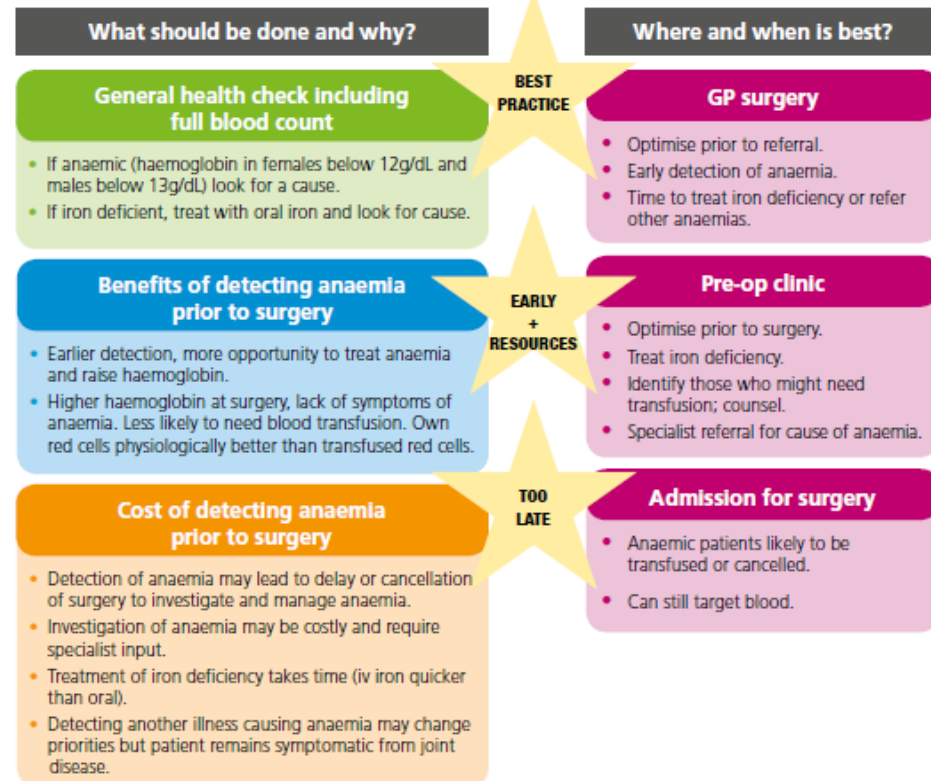 What should be done and why?
General health check including
full blood count
• If anaemic (haemoglobin in females below 12g/dL and
males below 13g/dL) look for a cause.
• If iron deficient, treat with oral iron and look for cause.
Benefits of detecting anaemia
prior to surgery
• Earlier detection, more opportunity to treat anaemia
and raise haemoglobin.
• Higher haemoglobin at surgery, lack of symptoms of
anaemia. Less likely to need blood transfusion. Own
red cells physiologically better than transfused red cells.
Cost of detecting anaemia
prior to surgery
• Detection of anaemia may lead to delay or cancellation
of surgery to investigate and manage anaemia.
• Investigation of anaemia may be costly and require
specialist input.
• Treatment of iron deficiency takes time (iv iron quicker
than oral).
• Detecting another illness causing anaemia may change
priorities but patient remains symptomatic from joint
disease.
BEST
PRACTICE
EARLY
+
RESOURCES
TOO
LATE
Where and when is best?
GP surgery
• Optimise prior to referral.
• Early detection of anaemia.
• Time to treat iron deficiency or refer
other anaemias.
Pre-op clinic
• Optimise prior to surgery.
• Treat iron deficiency.
• Identify those who might need
transfusion; counsel.
• Specialist referral for cause of anaemia.
Admission for surgery
• Anaemic patients likely to be
transfused or cancelled.
• Can still target blood.